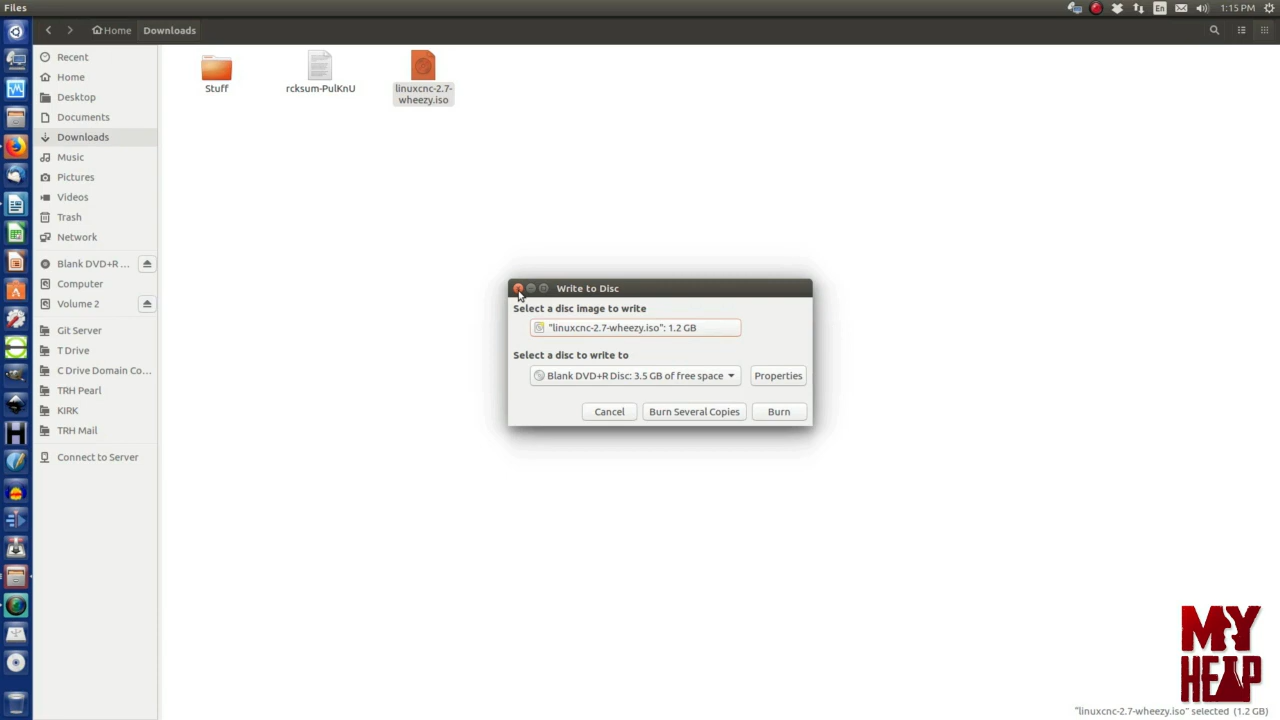 Files
En
1:15 PM
Home
Downloads
Recent
Home
Desktop
Documents
Downloads
Music
Pictures
Videos
Trash
Network
Blank DVD+R ...
Computer
Volume 2
Git Server
T Drive
C Drive Domain Co...
TRH Pearl
KIRK
TRH Mail
Connect to Server
Stuff
rcksum-PulKnU
linuxcnc-2.7-
wheezy.iso
Write to Disc
Select a disc image to write
"linuxcnc-2.7-wheezy.iso": 1.2 GB
Select a disc to write to
Blank DVD+R Disc: 3.5 GB of free space
Properties
Cancel
Burn Several Copies
Burn
MY
HEAP
"linuxcnc-2.7-wheezy.iso" selected (1.2 GB)